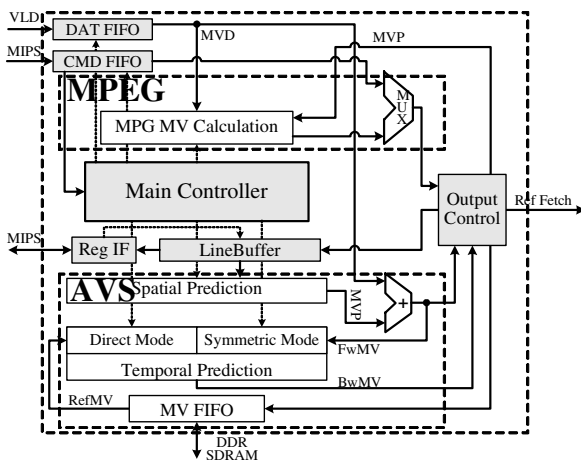 VLD
DAT FIFO
MVD
MVP
MIPS
CMD FIFO
MPEG
MUX
MPG MV Calculation
Main Controller
Output
Control
Ref Fetch
MIPS
Reg IF
LineBuffer
AVS
Spatial Prediction
MVP
+
Direct Mode
Symmetric Mode
FwMV
Temporal Prediction
BwMV
RefMV
MV FIFO
DDR
SDRAM